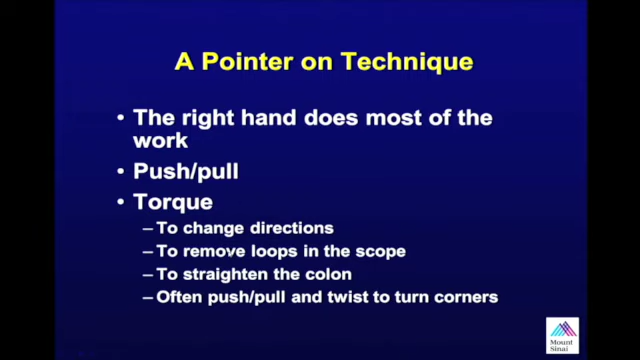 A Pointer on Technique
• The right hand does most of the
work
• Push/pull
• Torque
– To change directions
– To remove loops in the scope
– To straighten the colon
– Often push/pull and twist to turn corners
Mount
Sinai